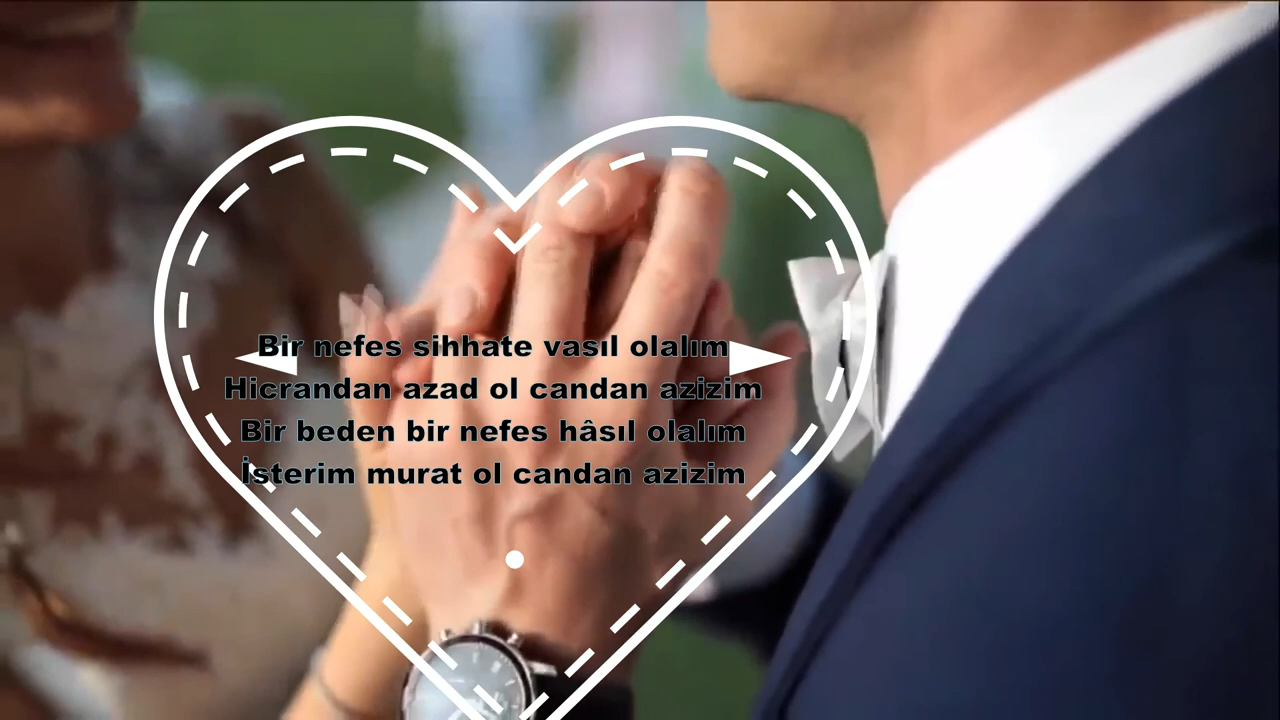 Bir nefes sihhate vasıl olalım
Hicrandan azad ol candan azizim
Bir beden bir nefes hâsıl olalım
İsterim murat ol candan azizim